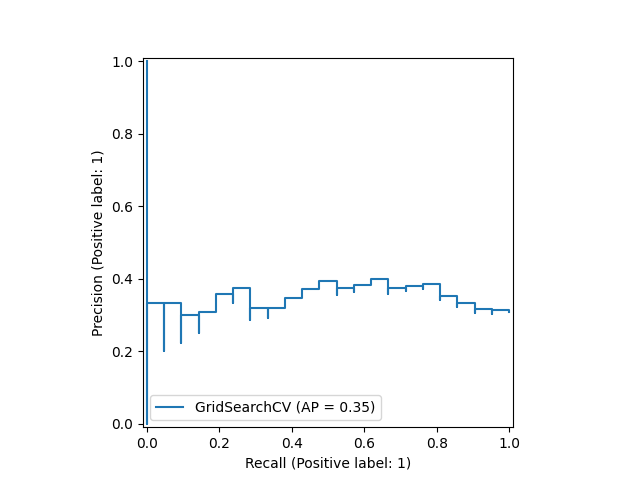 1.0
0.8
0.6
0.4
0.2
0.0
Precision (Positive label: 1)
GridSearchCV (AP = 0.35)
0.0 0.2 0.4 0.6 0.8 1.0
Recall (Positive label: 1)